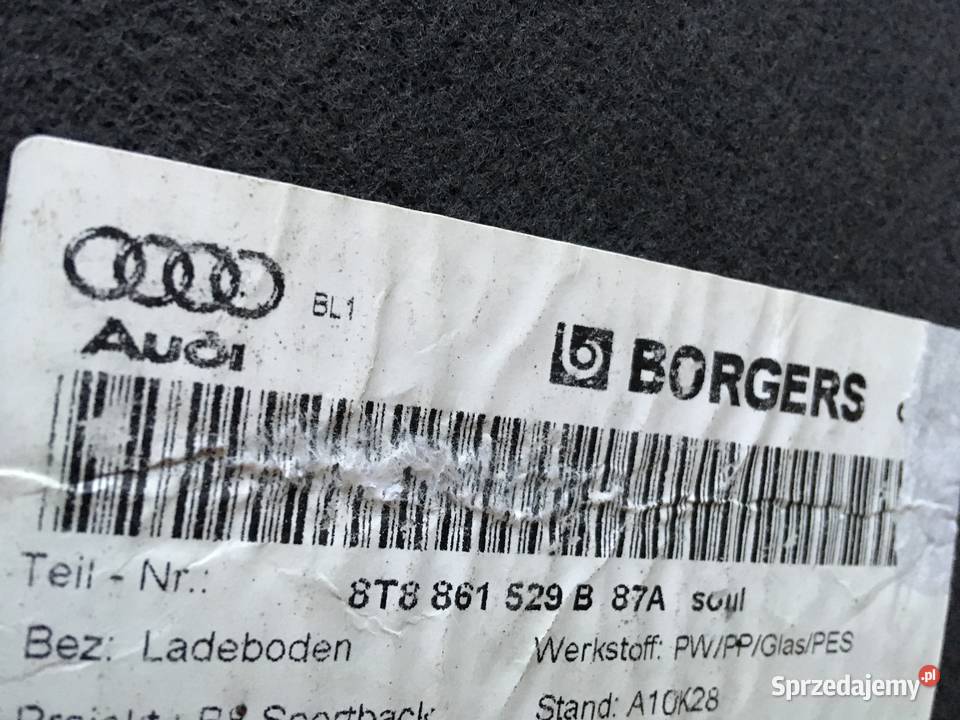 BL1
Audi
BORGERS
Teil - Nr.: 8T8 861 529 B 87A soul
Bez: Ladeboden
Werkstoff: PW/PP/Glas/PES
Stand: A10K28
Sportback
Sprzedajemy.pl